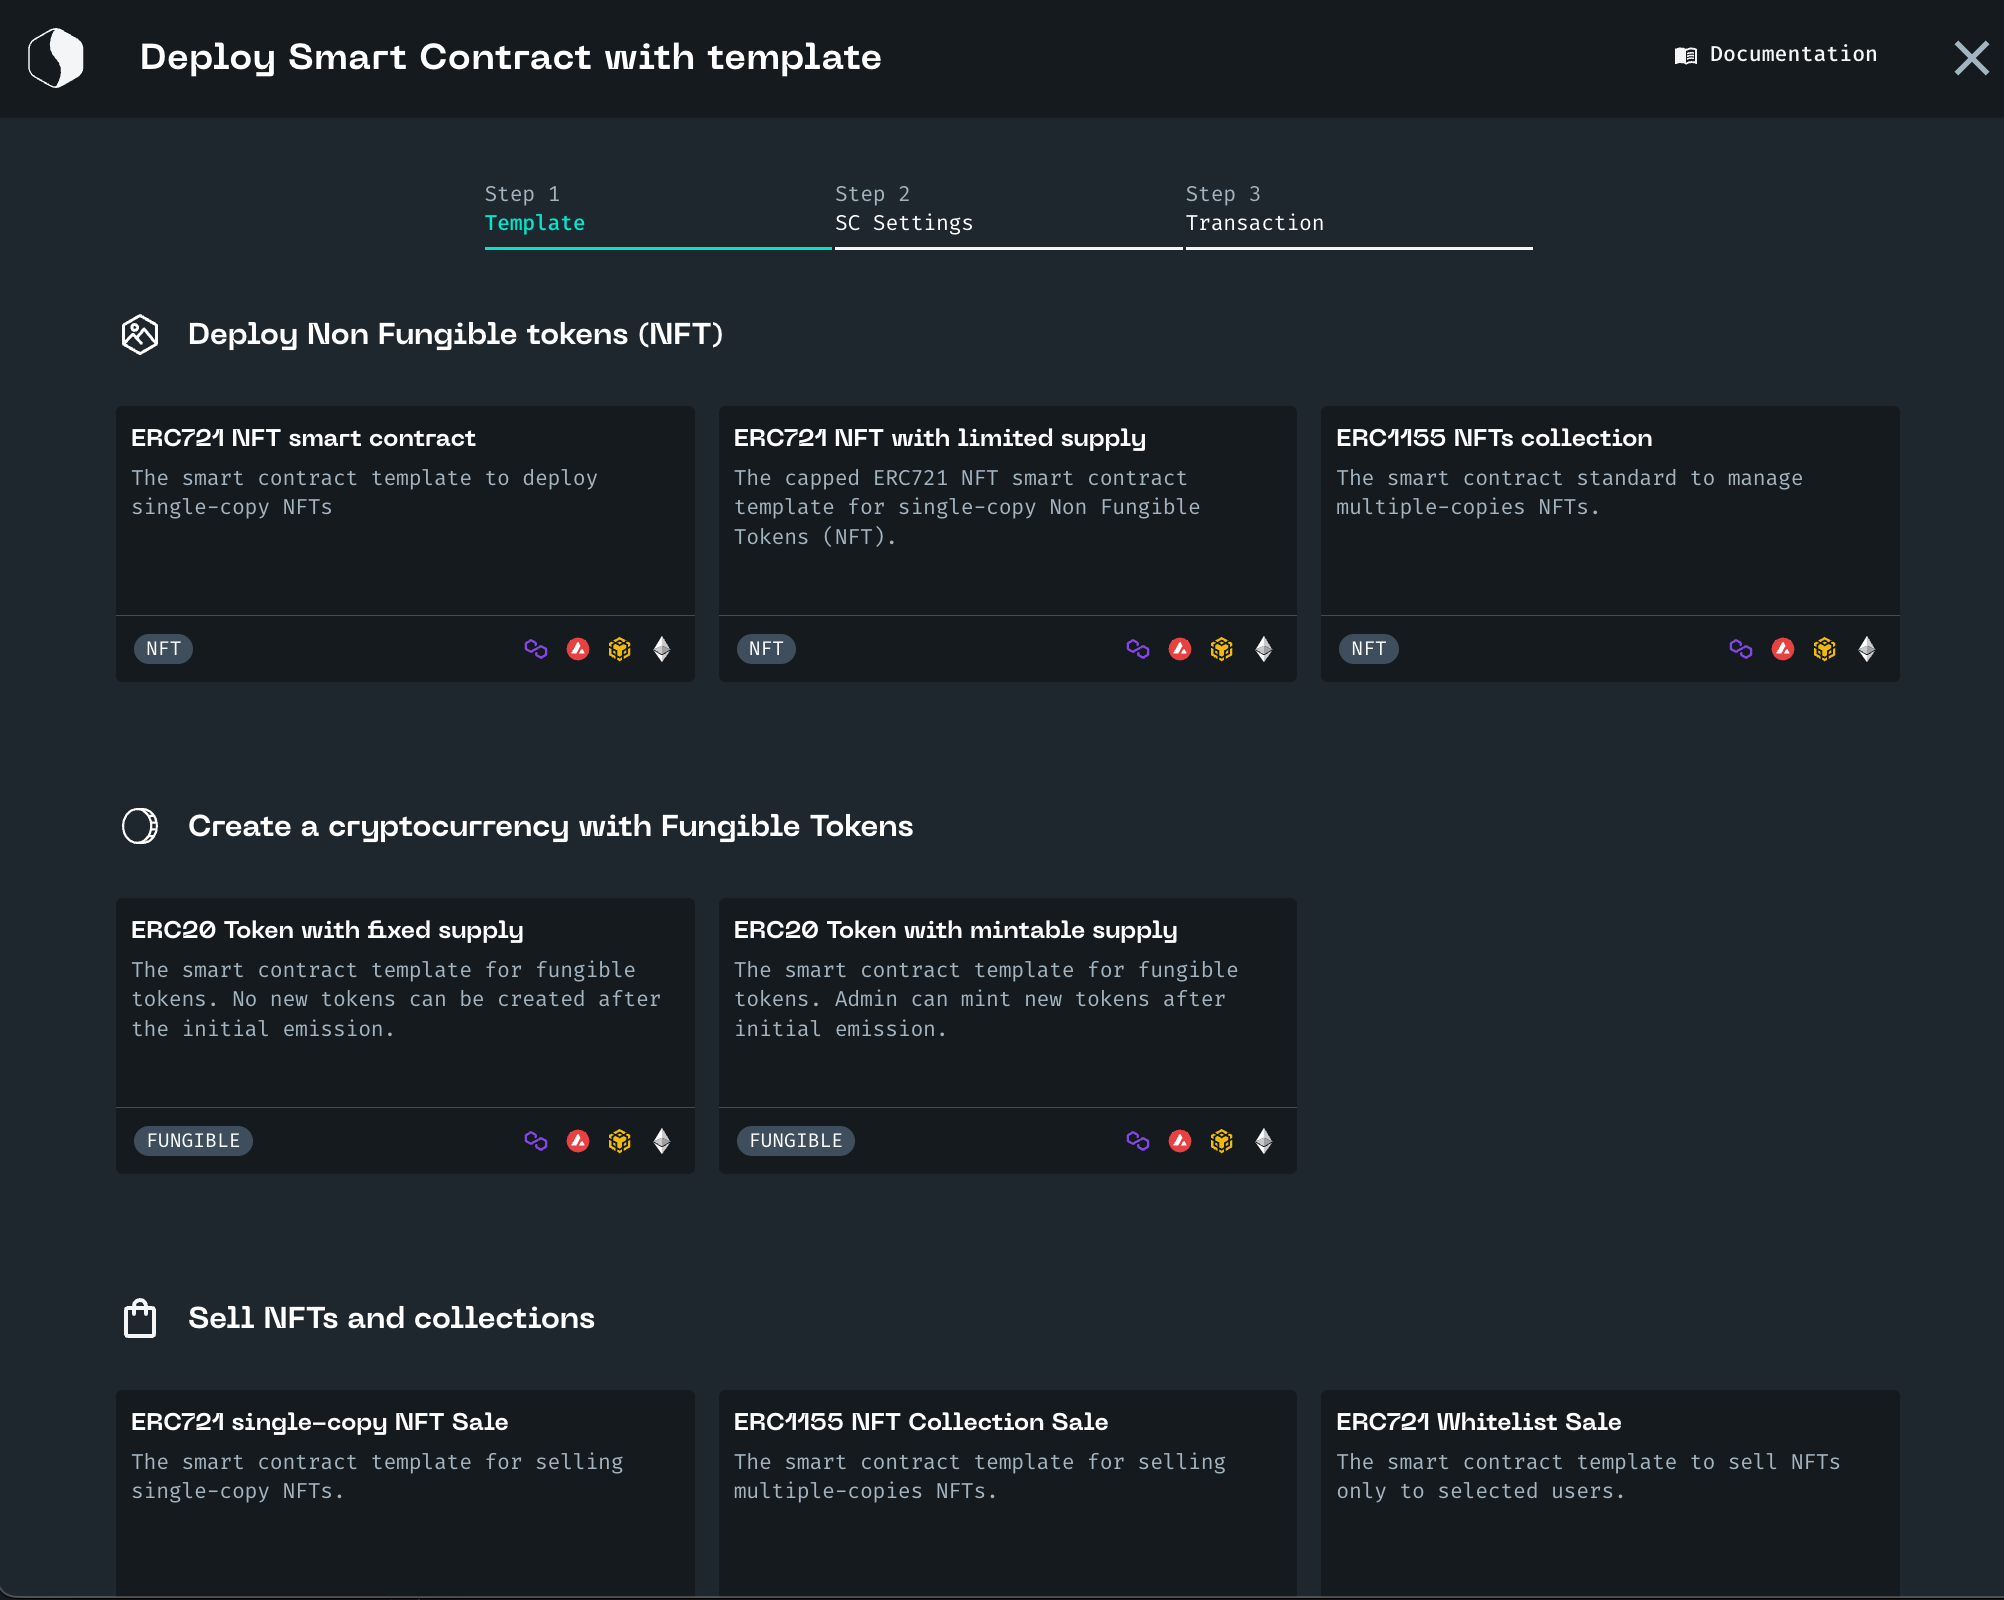 Deploy Smart Contract with template
Documentation
Step 1
Template
Step 2
SC Settings
Step 3
Transaction
Deploy Non Fungible tokens (NFT)
ERC721 NFT smart contract
The smart contract template to deploy
single-copy NFTs
NFT
ERC721 NFT with limited supply
The capped ERC721 NFT smart contract
template for single-copy Non Fungible
Tokens (NFT).
NFT
ERC1155 NFTs collection
The smart contract standard to manage
multiple-copies NFTs.
NFT
Create a cryptocurrency with Fungible Tokens
ERC20 Token with fixed supply
The smart contract template for fungible
tokens. No new tokens can be created after
the initial emission.
FUNGIBLE
ERC20 Token with mintable supply
The smart contract template for fungible
tokens. Admin can mint new tokens after
initial emission.
FUNGIBLE
Sell NFTs and collections
ERC721 single-copy NFT Sale
The smart contract template for selling
single-copy NFTs.
ERC1155 NFT Collection Sale
The smart contract template for selling
multiple-copies NFTs.
ERC721 Whitelist Sale
The smart contract template to sell NFTs
only to selected users.